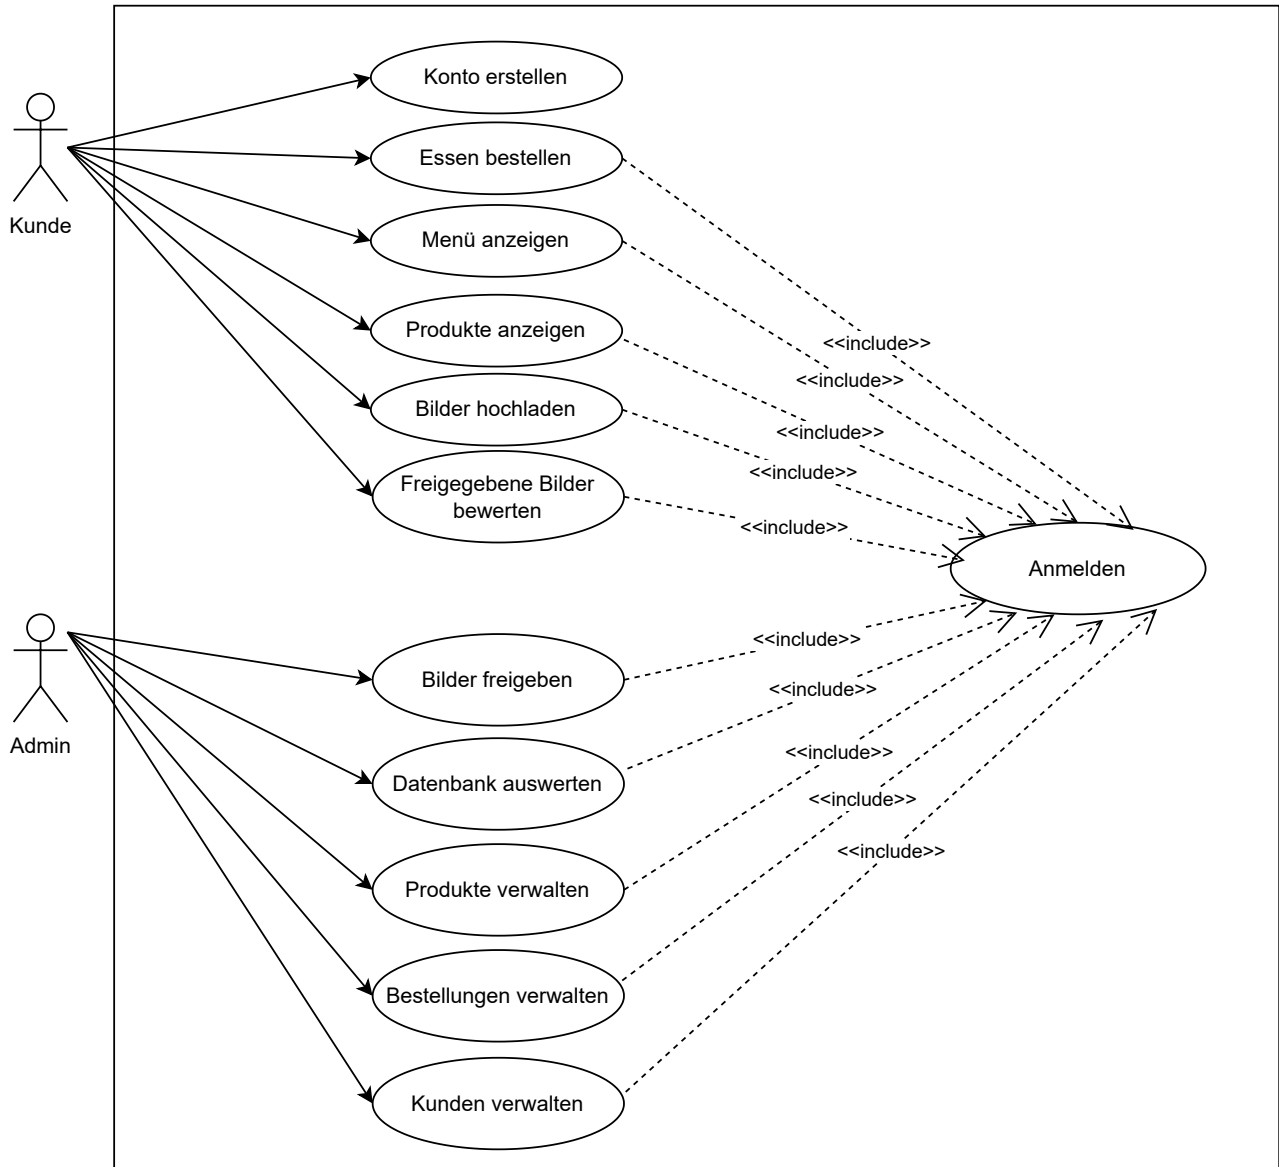 Konto erstellen
Essen bestellen
Kunde
Menü anzeigen
Produkte anzeigen
<<include>>
<<include>>
Bilder hochladen
<<include>>
<<include>>
Freigegebene Bilder
bewerten
<<include>>
Anmelden
<<include>>
Bilder freigeben
<<include>>
Admin
<<include>>
Datenbank auswerten
<<include>>
<<include>>
Produkte verwalten
Bestellungen verwalten
Kunden verwalten